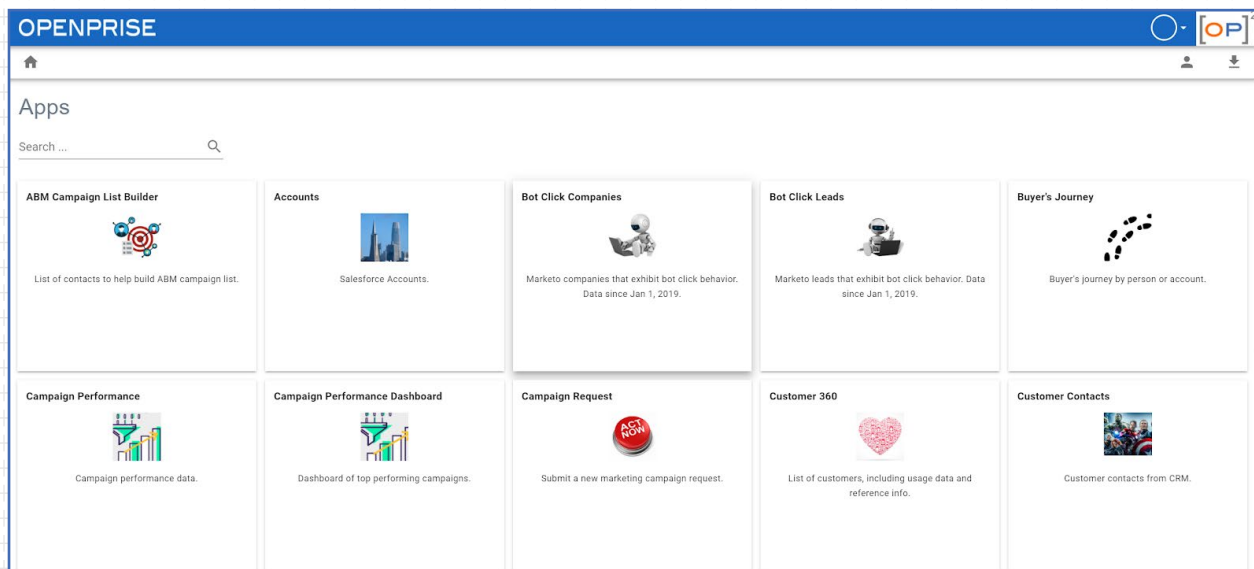 OPENPRISE
[OP]
Apps
Search ...
ABM Campaign List Builder
List of contacts to help build ABM campaign list.
Accounts
Salesforce Accounts.
Bot Click Companies
Marketo companies that exhibit bot click behavior.
Data since Jan 1, 2019.
Bot Click Leads
Marketo leads that exhibit bot click behavior. Data
since Jan 1, 2019.
Buyer's Journey
Buyer's journey by person or account.
Campaign Performance
Campaign performance data.
Campaign Performance Dashboard
Dashboard of top performing campaigns.
Campaign Request
ACT
NOW
Submit a new marketing campaign request.
Customer 360
List of customers, including usage data and
reference info.
Customer Contacts
Customer contacts from CRM.